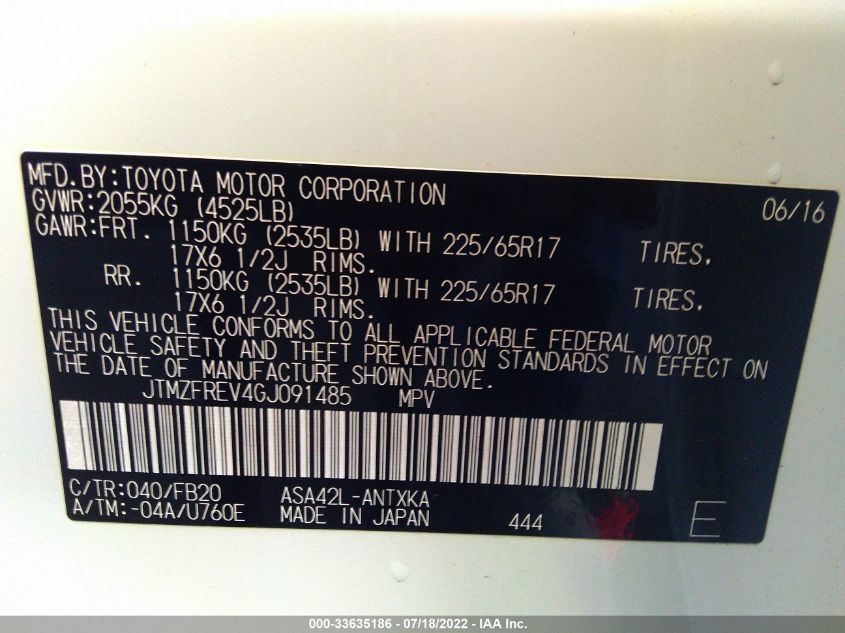 MFD.BY:TOYOTA MOTOR CORPORATION 06/16
GVWR:2055KG (4525LB)
GAWR:FRT. 1150KG (2535LB) WITH 225/65R17 TIRES,
17X6 1/2J RIMS.
RR. 1150KG (2535LB) WITH 225/65R17 TIRES,
17X6 1/2J RIMS.
THIS VEHICLE CONFORMS TO ALL APPLICABLE FEDERAL MOTOR
VEHICLE SAFETY AND THEFT PREVENTION STANDARDS IN EFFECT ON
THE DATE OF MANUFACTURE SHOWN ABOVE.
JTMZFREV4GJ091485 MPV
C/TR:040/FB20 ASA42L-ANTXKA
A/TM:-04A/U760E MADE IN JAPAN 444 E
000-33635186 - 07/18/2022 - IAA Inc.